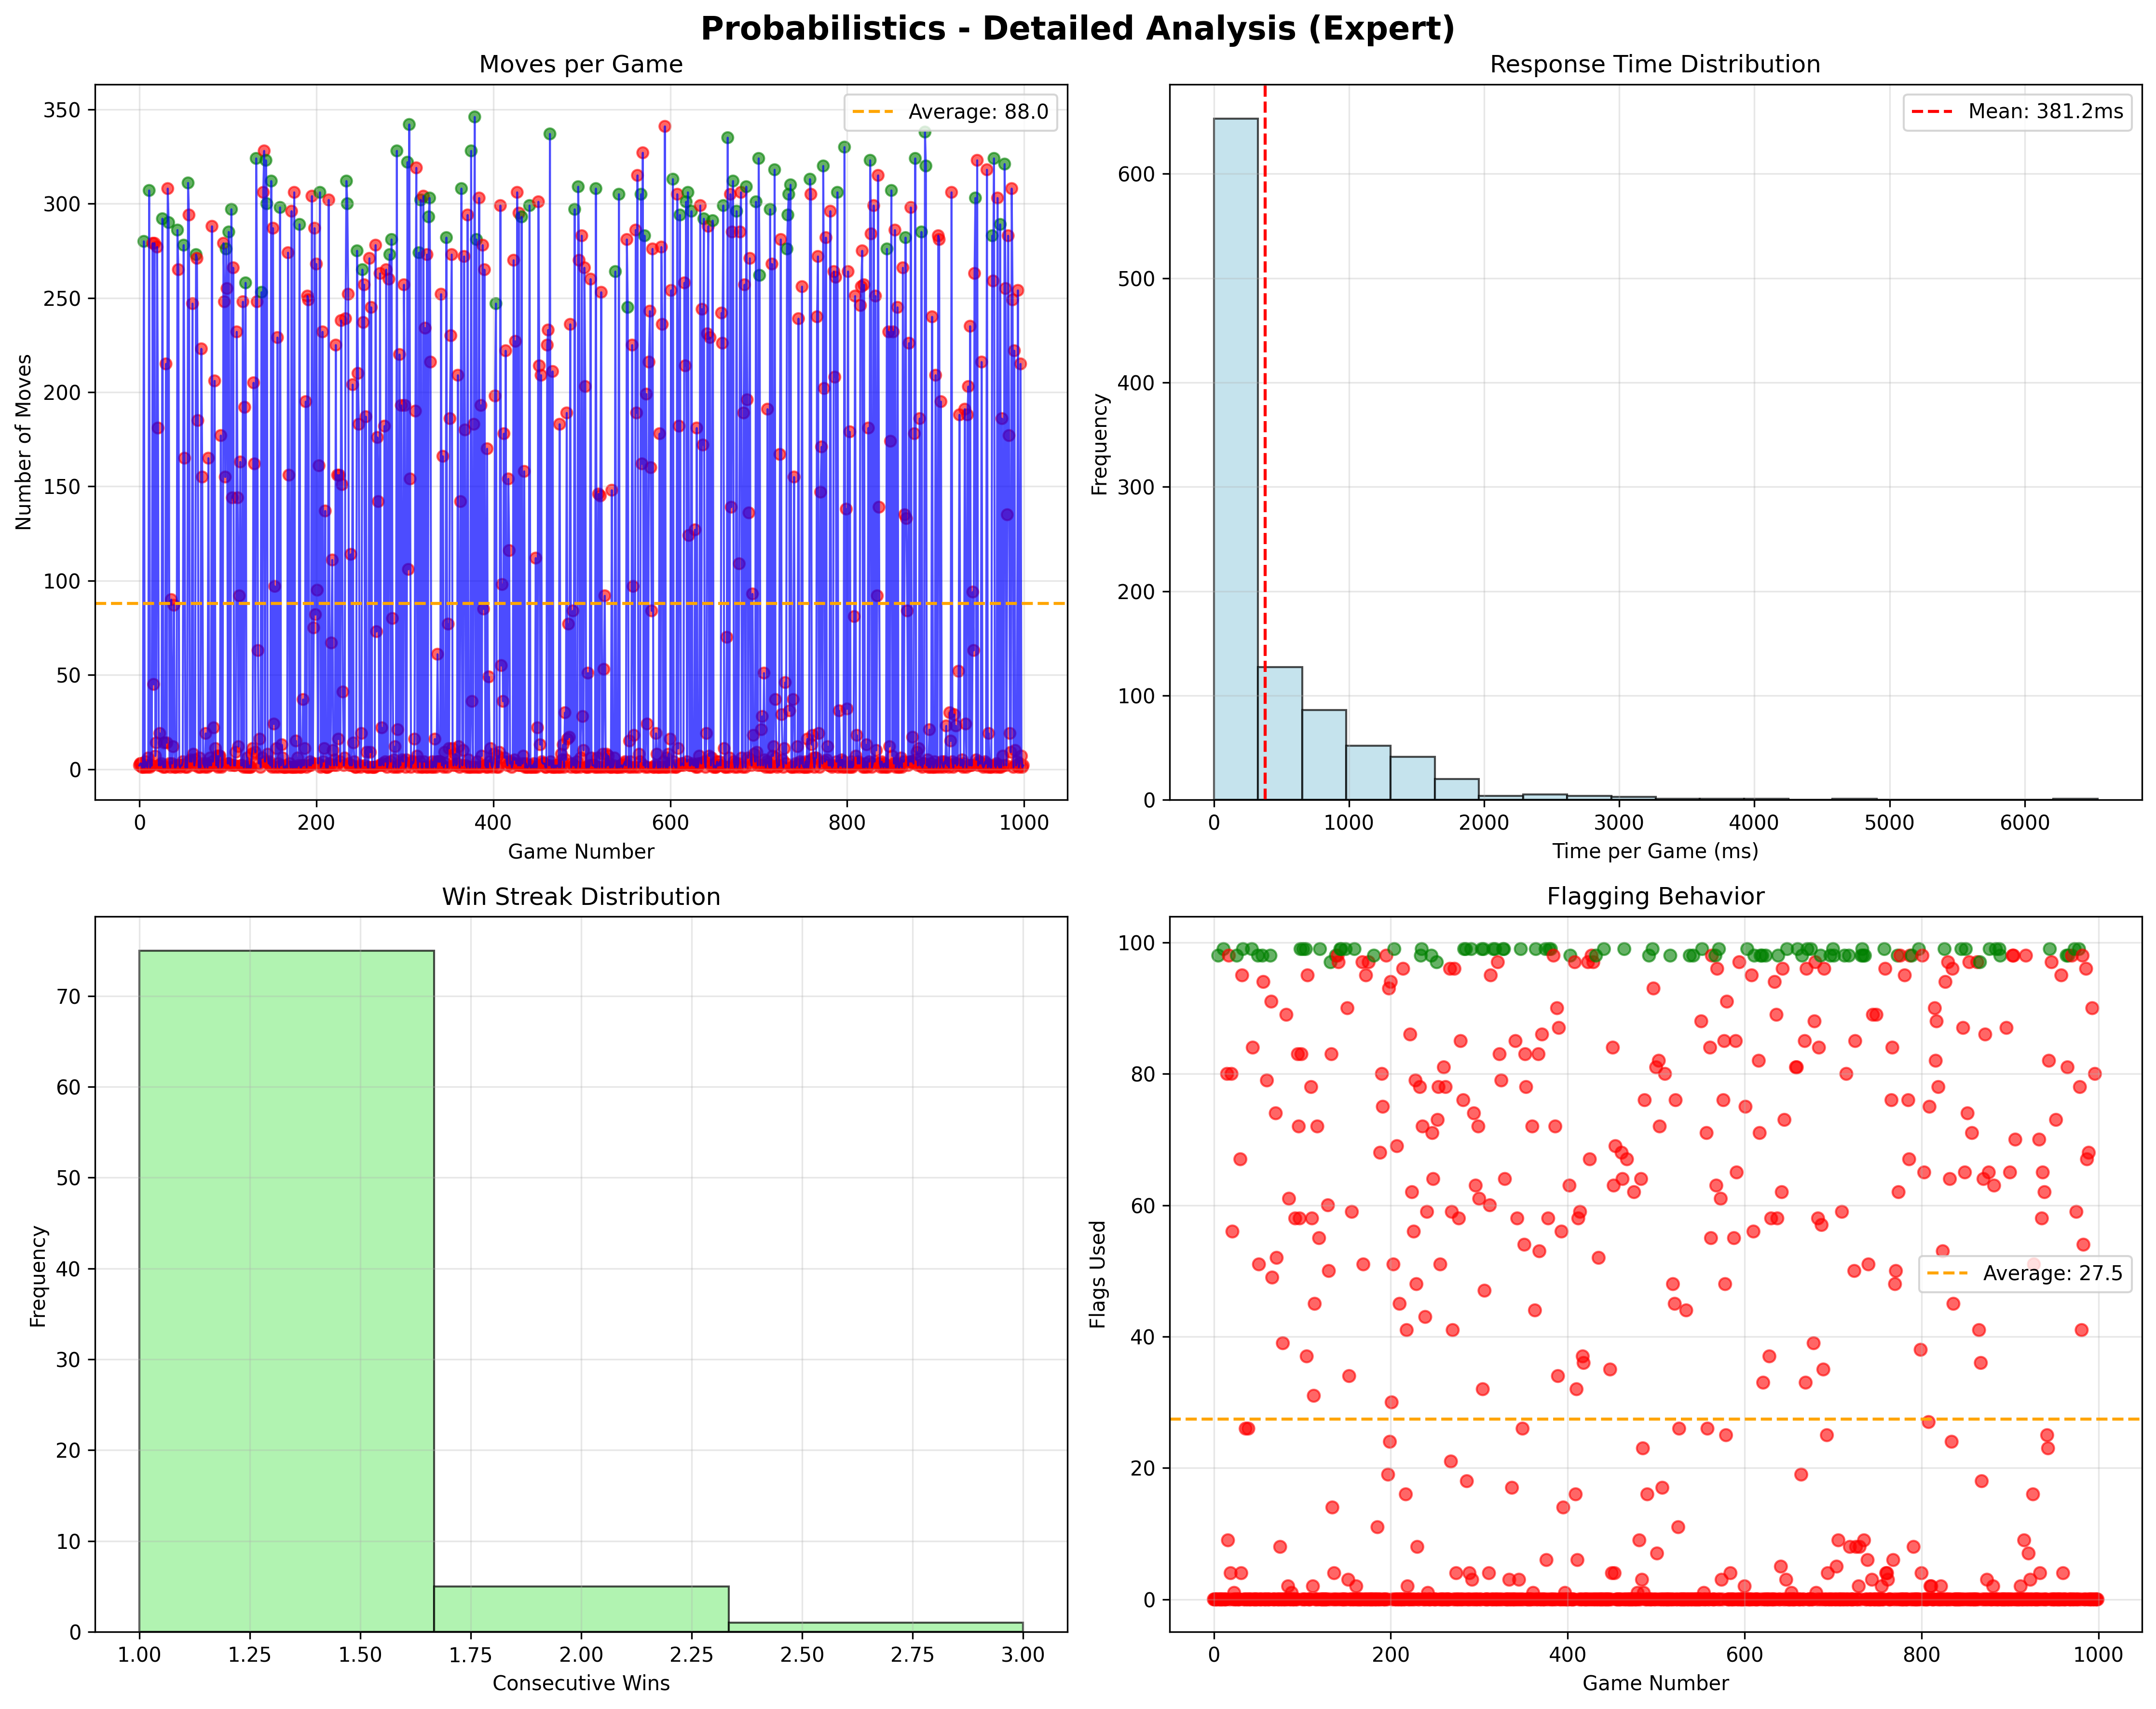 Probabilistics - Detailed Analysis (Expert)
Moves per Game
Average: 88.0
350
300
250
200
150
100
50
0
Number of Moves
0 200 400 600 800 1000
Game Number
Response Time Distribution
Mean: 381.2ms
600
500
400
300
200
100
0
Frequency
0 1000 2000 3000 4000 5000 6000
Time per Game (ms)
Win Streak Distribution
70
60
50
40
30
20
10
0
Frequency
1.00 1.25 1.50 1.75 2.00 2.25 2.50 2.75 3.00
Consecutive Wins
Flagging Behavior
Average: 27.5
100
80
60
40
20
0
Flags Used
0 200 400 600 800 1000
Game Number